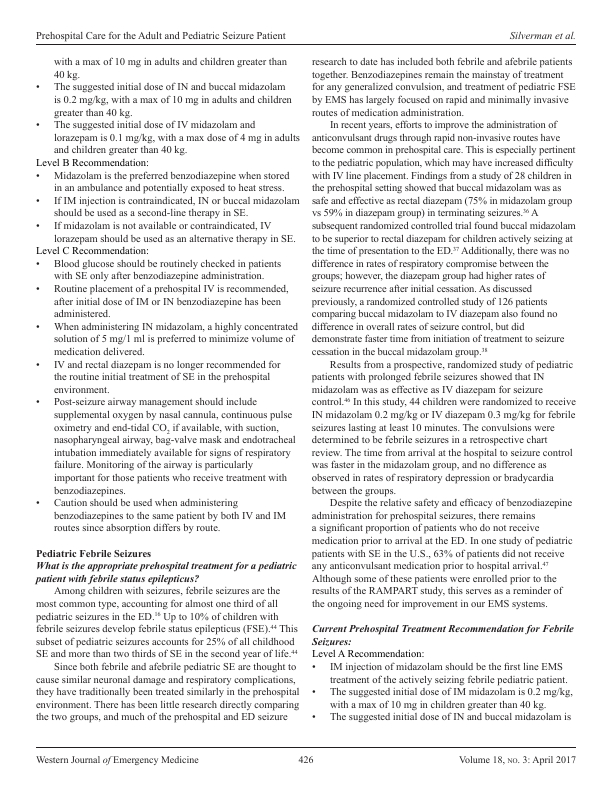 Prehospital Care for the Adult and Pediatric Seizure Patient
Silverman et al.
with a max of 10 mg in adults and children greater than
40 kg.
• The suggested initial dose of IN and buccal midazolam
is 0.2 mg/kg, with a max of 10 mg in adults and children
greater than 40 kg.
• The suggested initial dose of IV midazolam and
lorazepam is 0.1 mg/kg, with a max dose of 4 mg in adults
and children greater than 40 kg.
Level B Recommendation:
• Midazolam is the preferred benzodiazepine when stored
in an ambulance and potentially exposed to heat stress.
• If IM injection is contraindicated, IN or buccal midazolam
should be used as a second-line therapy in SE.
• If midazolam is not available or contraindicated, IV
lorazepam should be used as an alternative therapy in SE.
Level C Recommendation:
• Blood glucose should be routinely checked in patients
with SE only after benzodiazepine administration.
• Routine placement of a prehospital IV is recommended,
after initial dose of IM or IN benzodiazepine has been
administered.
• When administering IN midazolam, a highly concentrated
solution of 5 mg/1 ml is preferred to minimize volume of
medication delivered.
• IV and rectal diazepam is no longer recommended for
the routine initial treatment of SE in the prehospital
environment.
• Post-seizure airway management should include
supplemental oxygen by nasal cannula, continuous pulse
oximetry and end-tidal CO2 if available, with suction,
nasopharyngeal airway, bag-valve mask and endotracheal
intubation immediately available for signs of respiratory
failure. Monitoring of the airway is particularly
important for those patients who receive treatment with
benzodiazepines.
• Caution should be used when administering
benzodiazepines to the same patient by both IV and IM
routes since absorption differs by route.
Pediatric Febrile Seizures
What is the appropriate prehospital treatment for a pediatric
patient with febrile status epilepticus?
Among children with seizures, febrile seizures are the
most common type, accounting for almost one third of all
pediatric seizures in the ED.16 Up to 10% of children with
febrile seizures develop febrile status epilepticus (FSE).44 This
subset of pediatric seizures accounts for 25% of all childhood
SE and more than two thirds of SE in the second year of life.44
Since both febrile and afebrile pediatric SE are thought to
cause similar neuronal damage and respiratory complications,
they have traditionally been treated similarly in the prehospital
environment. There has been little research directly comparing
the two groups, and much of the prehospital and ED seizure
research to date has included both febrile and afebrile patients
together. Benzodiazepines remain the mainstay of treatment
for any generalized convulsion, and treatment of pediatric FSE
by EMS has largely focused on rapid and minimally invasive
routes of medication administration.
In recent years, efforts to improve the administration of
anticonvulsant drugs through rapid non-invasive routes have
become common in prehospital care. This is especially pertinent
to the pediatric population, which may have increased difficulty
with IV line placement. Findings from a study of 28 children in
the prehospital setting showed that buccal midazolam was as
safe and effective as rectal diazepam (75% in midazolam group
vs 59% in diazepam group) in terminating seizures.36 A
subsequent randomized controlled trial found buccal midazolam
to be superior to rectal diazepam for children actively seizing at
the time of presentation to the ED.37 Additionally, there was no
difference in rates of respiratory compromise between the
groups; however, the diazepam group had higher rates of
seizure recurrence after initial cessation. As discussed
previously, a randomized controlled study of 126 patients
comparing buccal midazolam to IV diazepam also found no
difference in overall rates of seizure control, but did
demonstrate faster time from initiation of treatment to seizure
cessation in the buccal midazolam group.38
Results from a prospective, randomized study of pediatric
patients with prolonged febrile seizures showed that IN
midazolam was as effective as IV diazepam for seizure
control.46 In this study, 44 children were randomized to receive
IN midazolam 0.2 mg/kg or IV diazepam 0.3 mg/kg for febrile
seizures lasting at least 10 minutes. The convulsions were
determined to be febrile seizures in a retrospective chart
review. The time from arrival at the hospital to seizure control
was faster in the midazolam group, and no difference as
observed in rates of respiratory depression or bradycardia
between the groups.
Despite the relative safety and efficacy of benzodiazepine
administration for prehospital seizures, there remains
a significant proportion of patients who do not receive
medication prior to arrival at the ED. In one study of pediatric
patients with SE in the U.S., 63% of patients did not receive
any anticonvulsant medication prior to hospital arrival.47
Although some of these patients were enrolled prior to the
results of the RAMPART study, this serves as a reminder of
the ongoing need for improvement in our EMS systems.
Current Prehospital Treatment Recommendation for Febrile
Seizures:
Level A Recommendation:
• IM injection of midazolam should be the first line EMS
treatment of the actively seizing febrile pediatric patient.
• The suggested initial dose of IM midazolam is 0.2 mg/kg,
with a max of 10 mg in children greater than 40 kg.
• The suggested initial dose of IN and buccal midazolam is
Western Journal of Emergency Medicine
426
Volume 18, NO. 3: April 2017